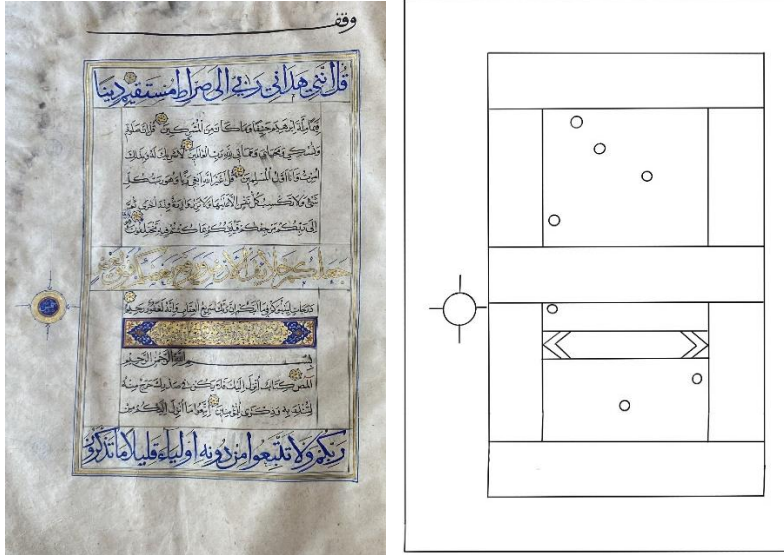 وقف
قل إنني هداني ربي إلى صراط مستقيم دينا
قيما ملة إبرهيم حنيفا وما كان من المشركين قل إن صلاتي
ونسكي ومحياي ومماتي لله رب العالمين لا شريك له وبذلك
أمرت وأنا أول المسلمين قل أغير الله أبغي ربا وهو رب كل
شيء ولا تكسب كل نفس إلا عليها ولا تزر وازرة وزر أخرى ثم
إلى ربكم مرجعكم فينبئكم بما كنتم فيه تختلفون
جعلكم خلائف الأرض ورفع بعضكم فوق بعض
درجات ليبلوكم في ما آتاكم إن ربك سريع العقاب وإنه لغفور رحيم
بسم الله الرحمن الرحيم
المص كتاب أنزل إليك فلا يكن في صدرك حرج منه
لتنذر به وذكرى للمؤمنين اتبعوا ما أنزل إليكم من
ربكم ولا تتبعوا من دونه أولياء قليلا ما تذكرون